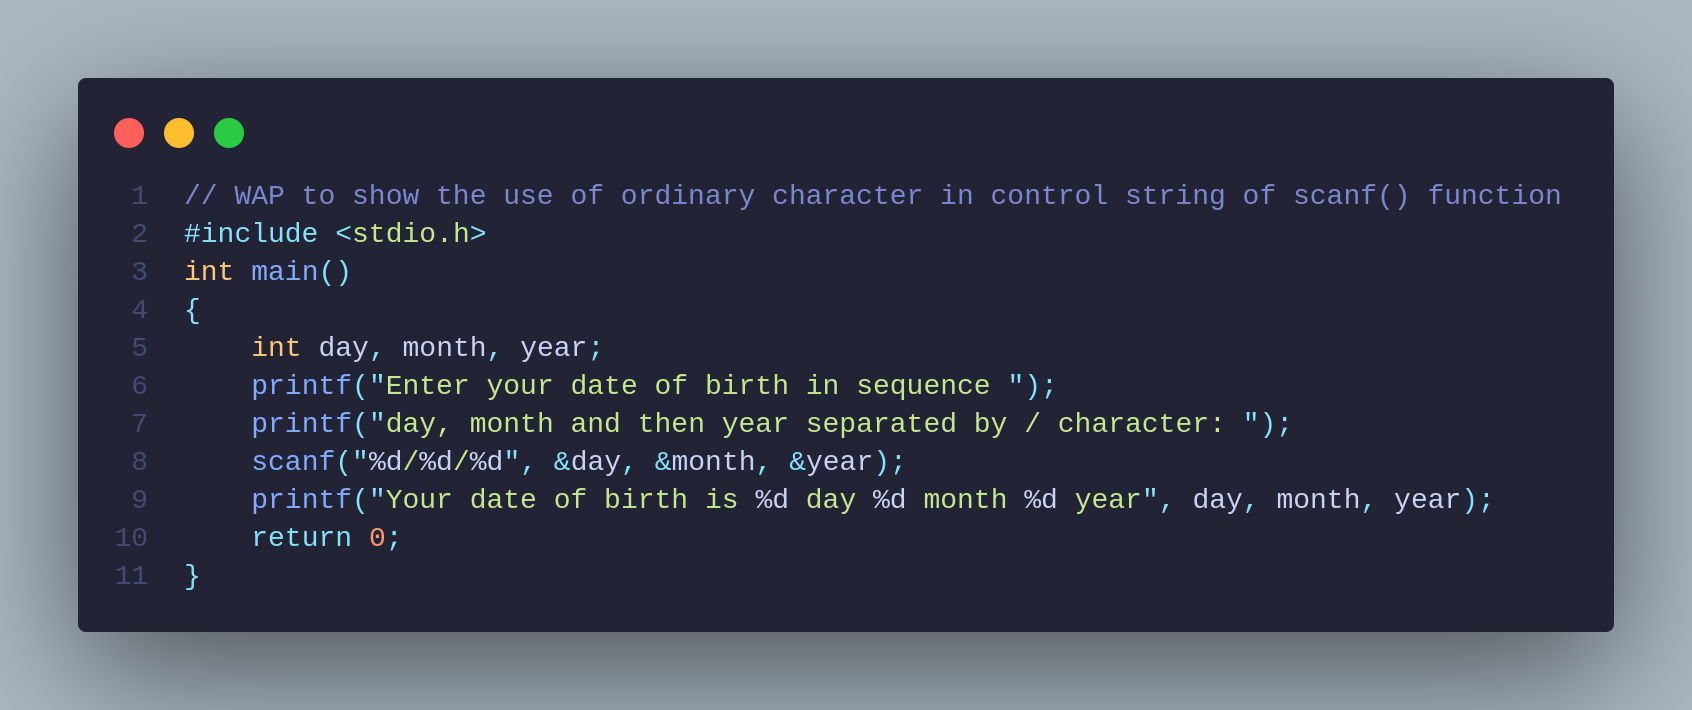 1 // WAP to show the use of ordinary character in control string of scanf() function
2 #include <stdio.h>
3 int main()
4 {
5     int day, month, year;
6     printf("Enter your date of birth in sequence ");
7     printf("day, month and then year separated by / character: ");
8     scanf("%d/%d/%d", &day, &month, &year);
9     printf("Your date of birth is %d day %d month %d year", day, month, year);
10     return 0;
11 }